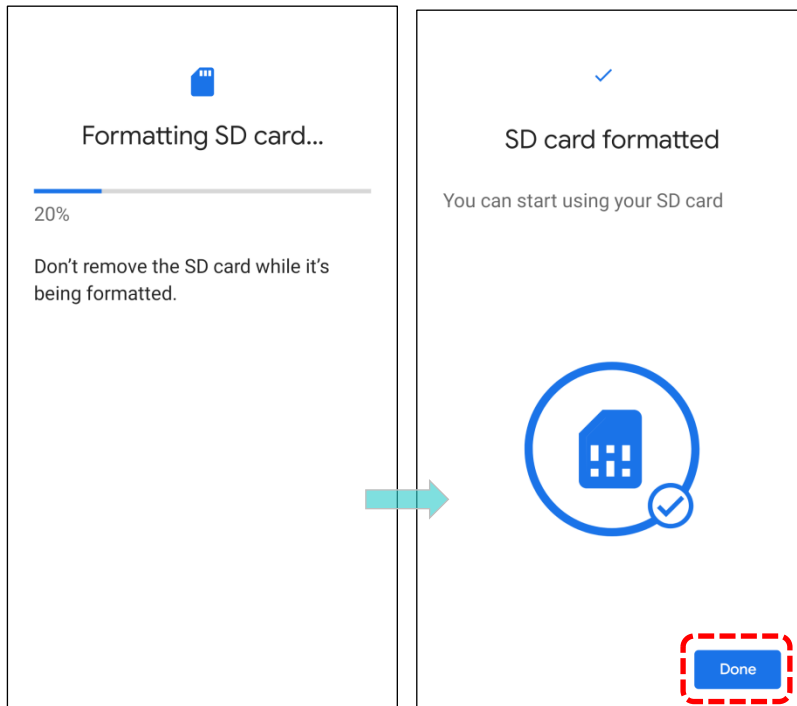 Formatting SD card...
20%
Don't remove the SD card while it's
being formatted.
SD card formatted
You can start using your SD card
Done